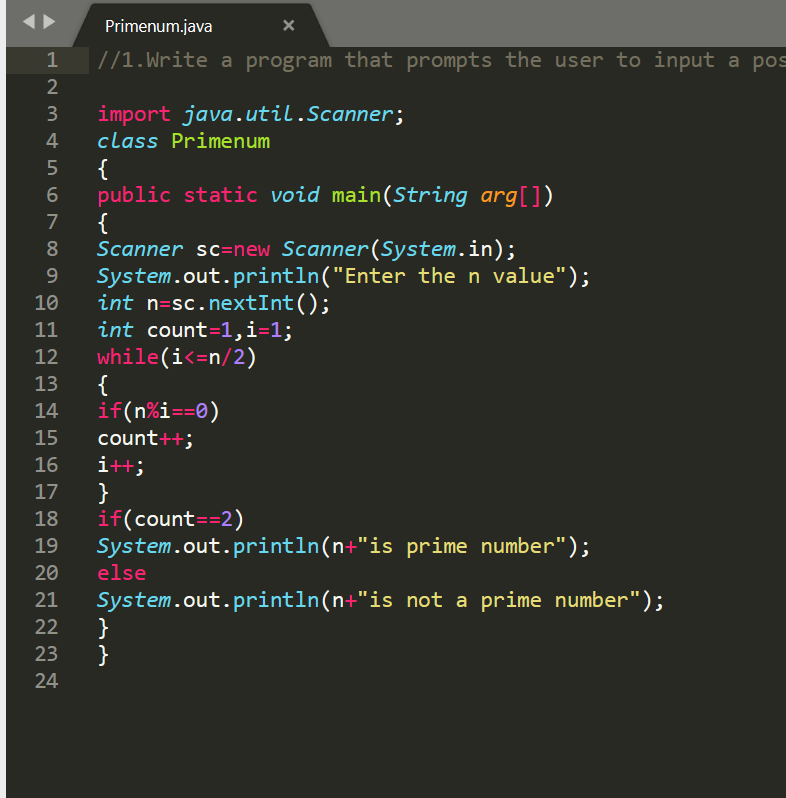 Primenum.java ×
1 //1.Write a program that prompts the user to input a pos
2
3 import java.util.Scanner;
4 class Primenum
5 {
6 public static void main(String arg[])
7 {
8 Scanner sc=new Scanner(System.in);
9 System.out.println("Enter the n value");
10 int n=sc.nextInt();
11 int count=1,i=1;
12 while(i<=n/2)
13 {
14 if(n%i==0)
15 count++;
16 i++;
17 }
18 if(count==2)
19 System.out.println(n+"is prime number");
20 else
21 System.out.println(n+"is not a prime number");
22 }
23 }
24